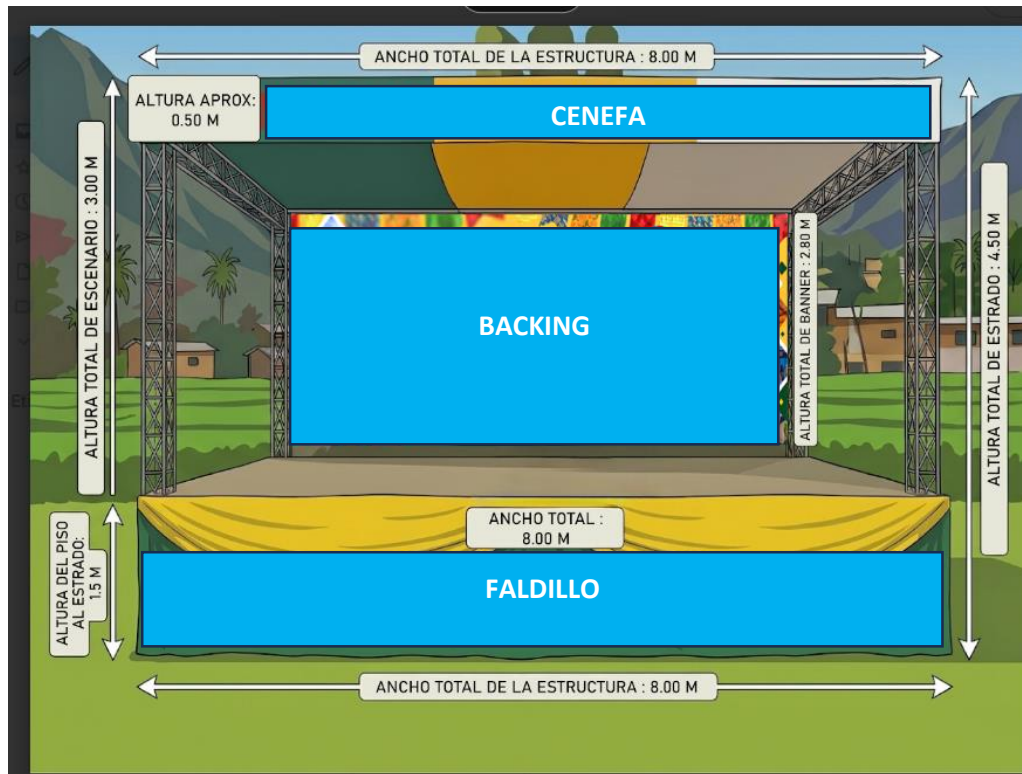 ANCHO TOTAL DE LA ESTRUCTURA : 8.00 M
ALTURA APROX:
0.50 M
CENEFA
ALTURA TOTAL DE ESCENARIO : 3.00 M
BACKING
ALTURA TOTAL DE BANNER : 2.80 M
ALTURA TOTAL DE ESTRADO : 4.50 M
ANCHO TOTAL :
8.00 M
ALTURA DEL PISO
AL ESTRADO:
1.5 M
FALDILLO
ANCHO TOTAL DE LA ESTRUCTURA : 8.00 M